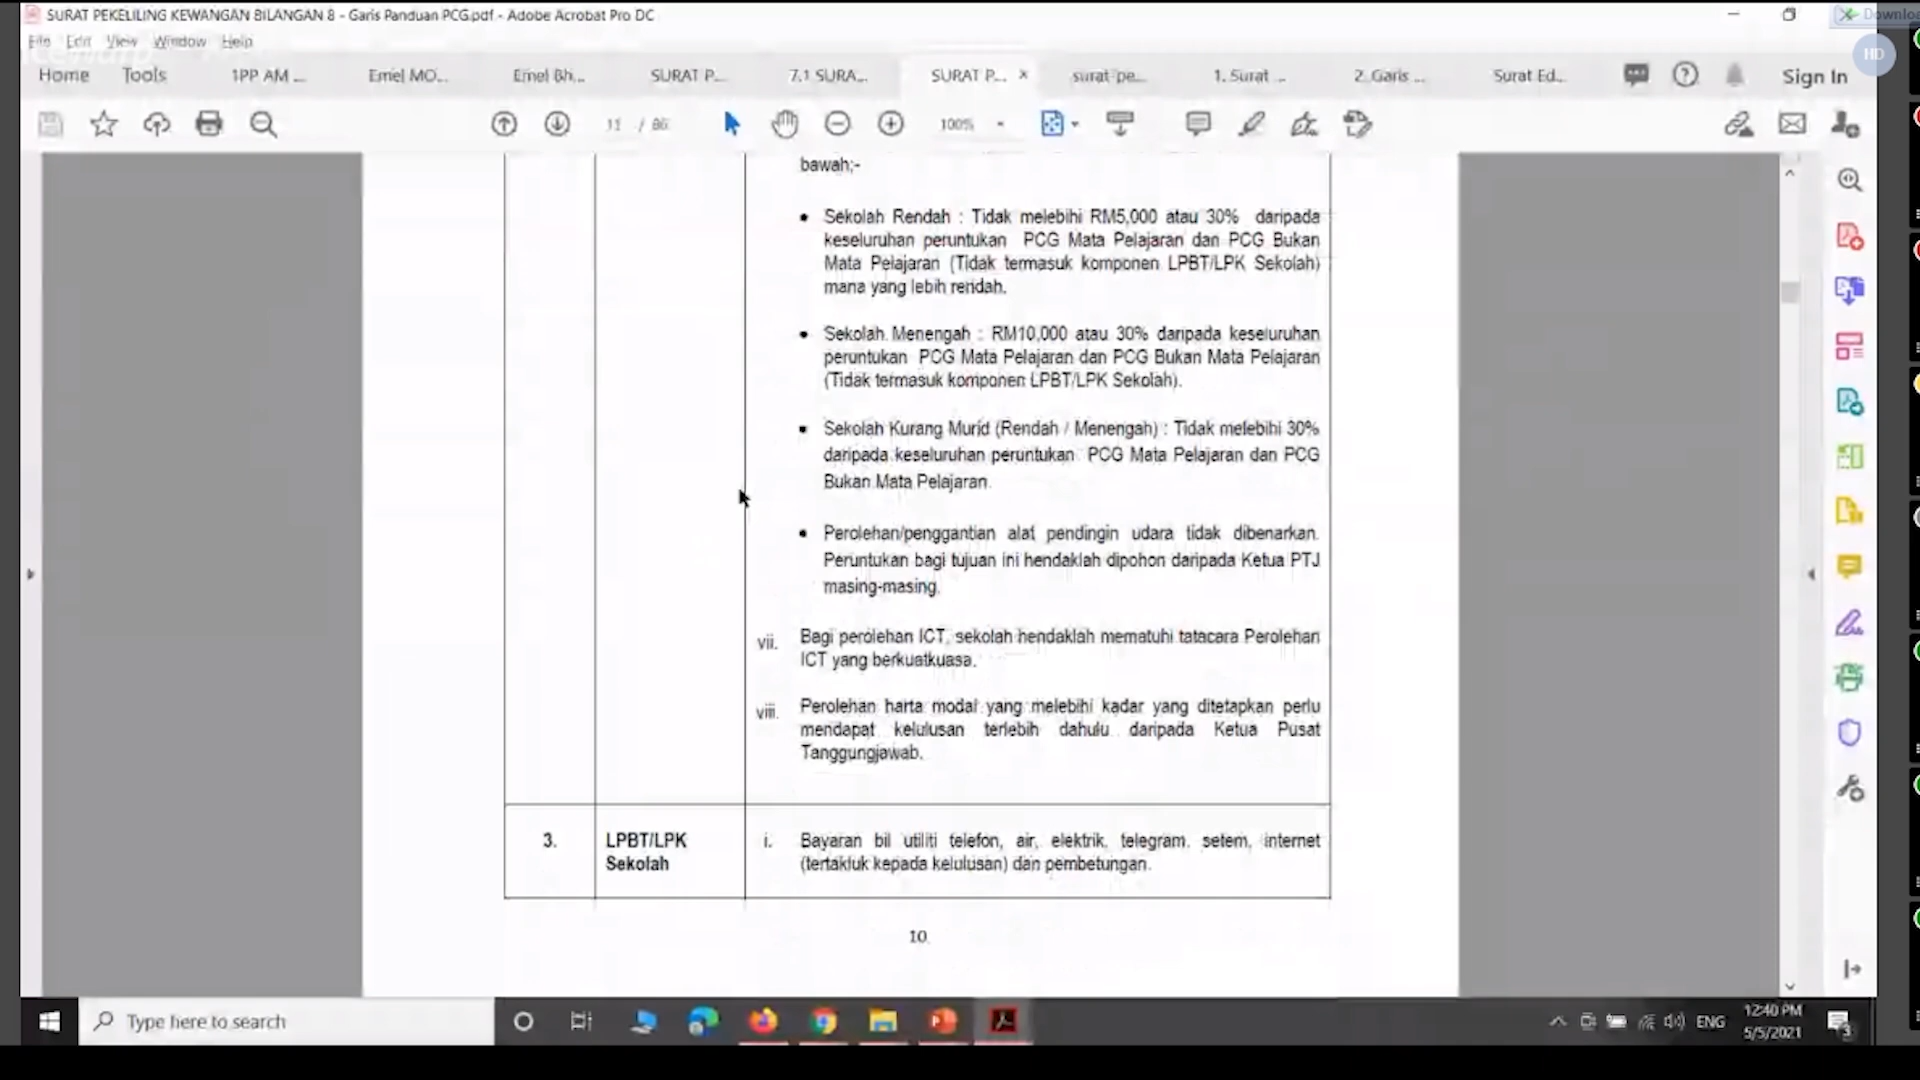 SURAT PEKELILING KEWANGAN BILANGAN 8 - Garis Panduan PCG.pdf - Adobe Acrobat Pro DC
Downloa
File Edit View Window Help
HD
Home Tools 1PP AM ... Emel MO... Emel Bh... SURAT P... 7.1 SURA... SURAT P... × surat-pe... 1. Surat ... 2. Garis ... Surat Ed... Sign In
11 / 86 100%
bawah;-
• Sekolah Rendah : Tidak melebihi RM5,000 atau 30% daripada
keseluruhan peruntukan PCG Mata Pelajaran dan PCG Bukan
Mata Pelajaran (Tidak termasuk komponen LPBT/LPK Sekolah)
mana yang lebih rendah.
• Sekolah Menengah : RM10,000 atau 30% daripada keseluruhan
peruntukan PCG Mata Pelajaran dan PCG Bukan Mata Pelajaran
(Tidak termasuk komponen LPBT/LPK Sekolah).
• Sekolah Kurang Murid (Rendah / Menengah) : Tidak melebihi 30%
daripada keseluruhan peruntukan PCG Mata Pelajaran dan PCG
Bukan Mata Pelajaran.
• Perolehan/penggantian alat pendingin udara tidak dibenarkan.
Peruntukan bagi tujuan ini hendaklah dipohon daripada Ketua PTJ
masing-masing.
vii. Bagi perolehan ICT, sekolah hendaklah mematuhi tatacara Perolehan
ICT yang berkuatkuasa.
viii. Perolehan harta modal yang melebihi kadar yang ditetapkan perlu
mendapat kelulusan terlebih dahulu daripada Ketua Pusat
Tanggungjawab.
3. LPBT/LPK i. Bayaran bil utiliti telefon, air, elektrik, telegram, setem, internet
Sekolah (tertakluk kepada kelulusan) dan pembetungan.
10
Type here to search
ENG
12:40 PM
5/5/2021
3